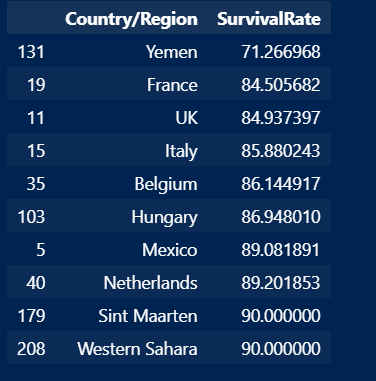 Country/Region SurvivalRate
131 Yemen 71.266968
19 France 84.505682
11 UK 84.937397
15 Italy 85.880243
35 Belgium 86.144917
103 Hungary 86.948010
5 Mexico 89.081891
40 Netherlands 89.201853
179 Sint Maarten 90.000000
208 Western Sahara 90.000000